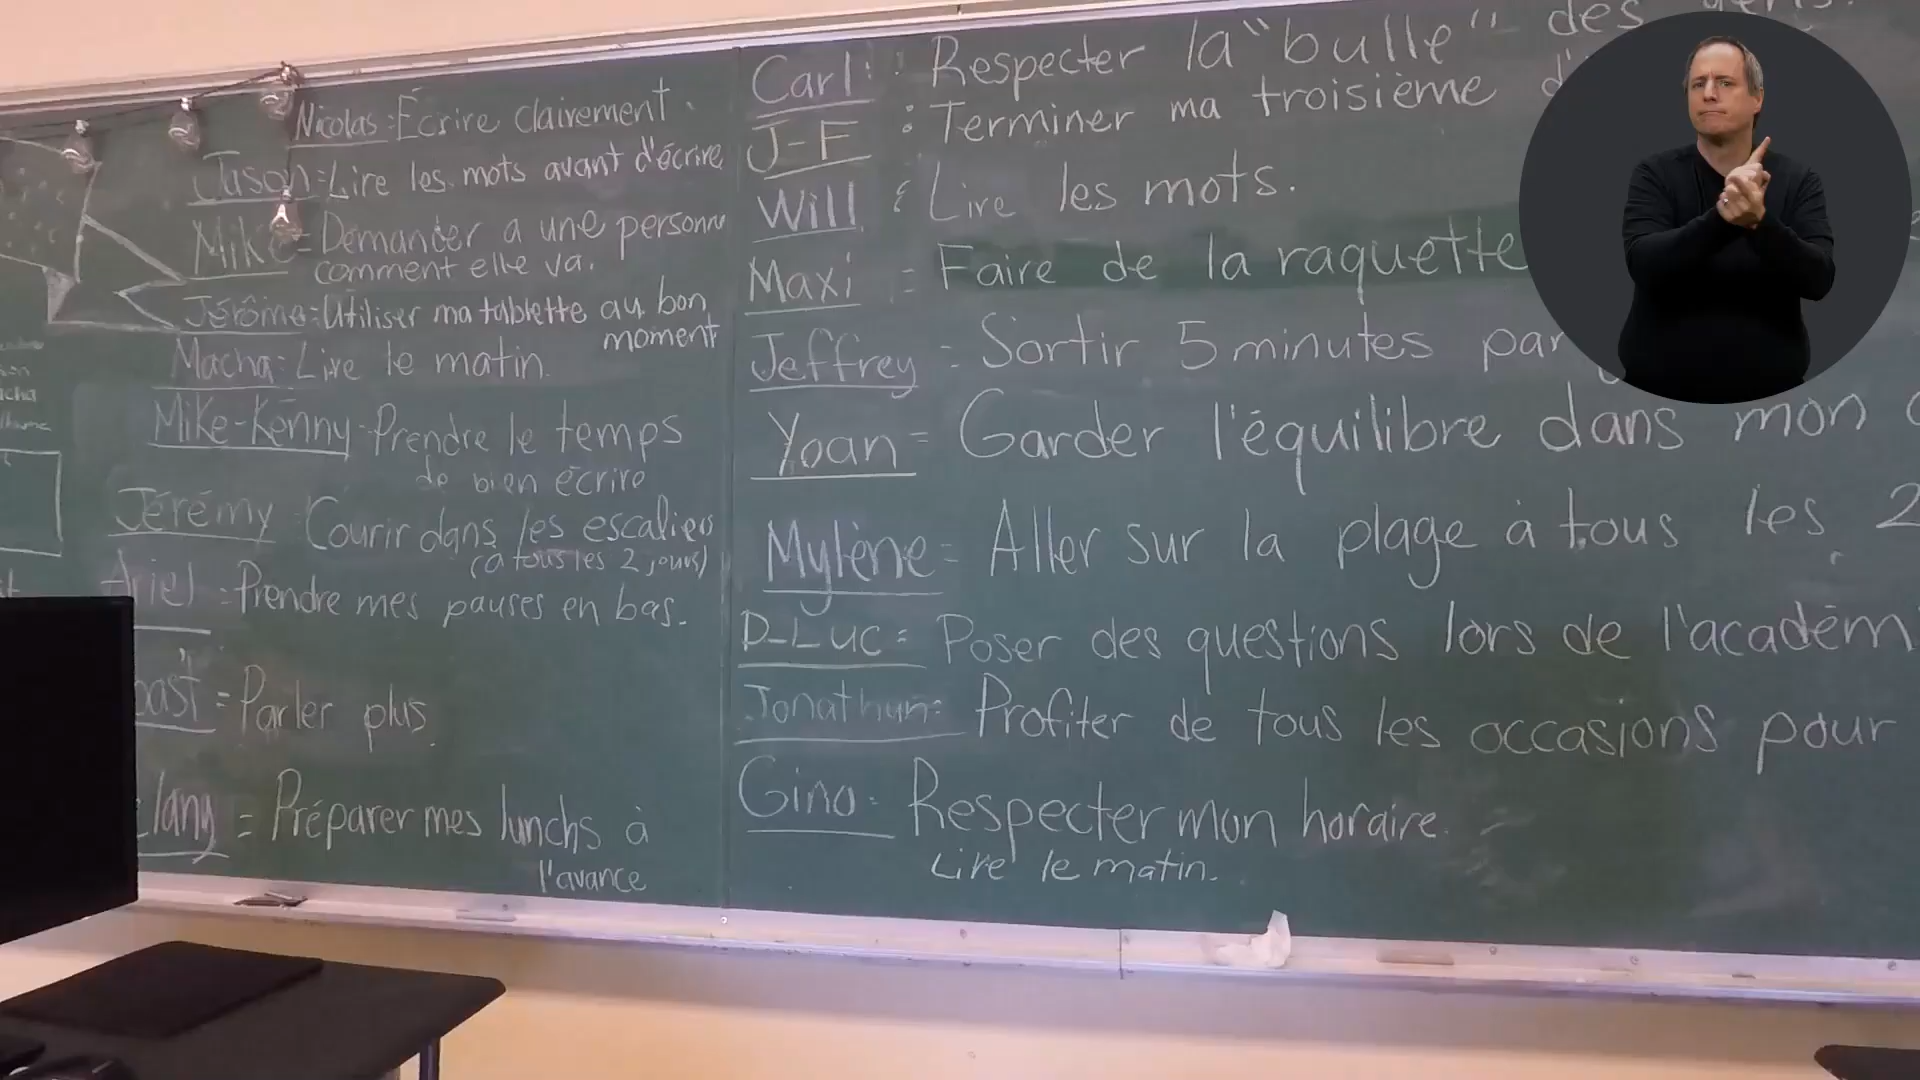 Nicolas: Écrire clairement.
Jason: Lire les mots avant d'écrire
Mike = Demander a une personne
comment elle va.
Jérôme: Utiliser ma tablette au bon
moment
Macha: Lire le matin.
Mike-Kenny - Prendre le temps
de bien écrire
Jérémy: Courir dans les escaliers
(à tous les 2 jours)
Ariel = Prendre mes pauses en bas.
bast = Parler plus.
lang = Préparer mes lunchs à
l'avance
Carl: Respecter la "bulle" des gens.
J-F : Terminer ma troisième d'
Will : Lire les mots.
Maxi = Faire de la raquette
Jeffrey = Sortir 5 minutes par
Yoan = Garder l'équilibre dans mon
Mylène = Aller sur la plage à tous les 2
D-Luc = Poser des questions lors de l'académ
Jonathan = Profiter de tous les occasions pour
Gino = Respecter mon horaire.
Lire le matin.